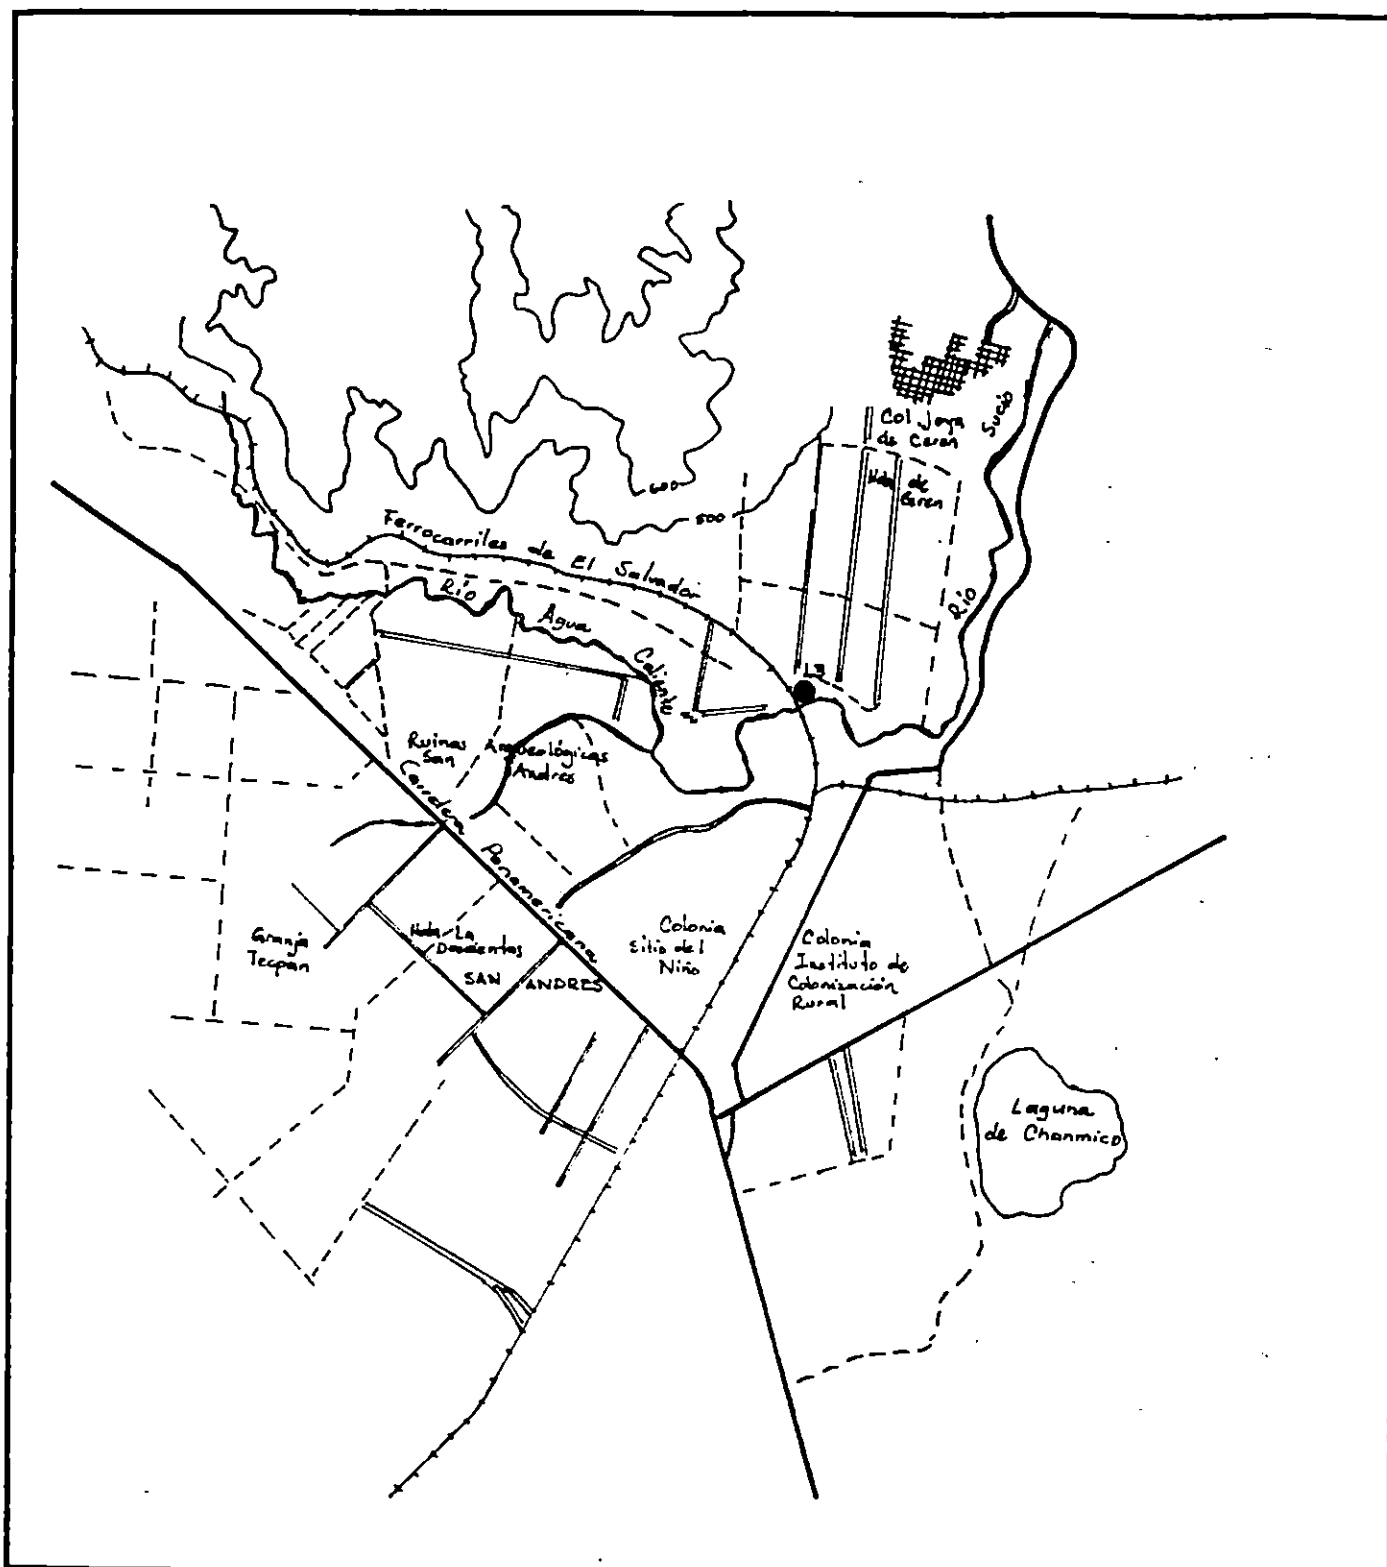 Col. Joya
de Ceren
Hda. de
Ceren
Río Sucio
600
500
Ferrocarriles de El Salvador
Río Agua Caliente
L3
Ruinas Arqueológicas
San Andres
Carretera Panamericana
Granja
Tecpan
Hda. La
SAN ANDRES
Colonia
Sitio del
Niño
Colonia
Instituto de
Colonización
Rural
Laguna
de Chanmico